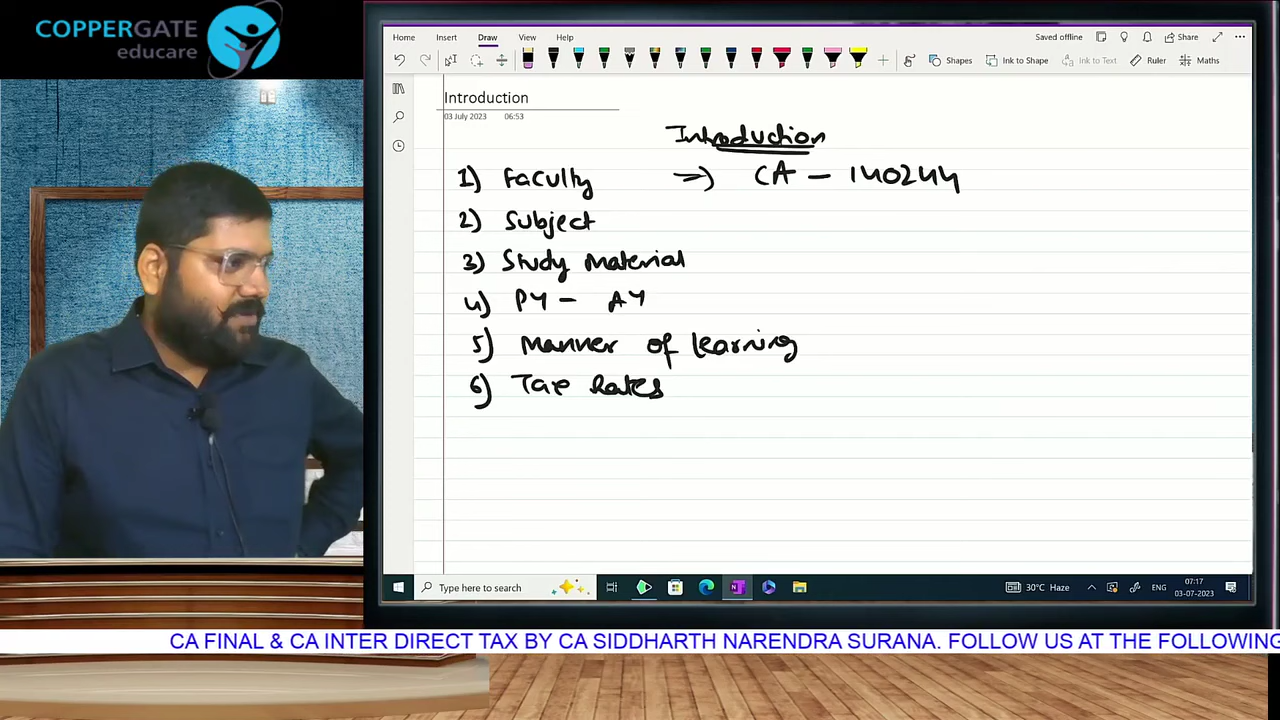 COPPERGATE
educare
Home Insert Draw View Help
Saved offline
Share
Shapes
Ink to Shape
Ink to Text
Ruler
Maths
Introduction
03 July 2023 06:53
Introduction
1) Faculty => CA - 140244
2) Subject
3) Study Material
4) PY - AY
5) Manner of learning
6) Tax Rates
Type here to search
30°C Haze
ENG
07:17
03-07-2023
CA FINAL & CA INTER DIRECT TAX BY CA SIDDHARTH NARENDRA SURANA. FOLLOW US AT THE FOLLOWING